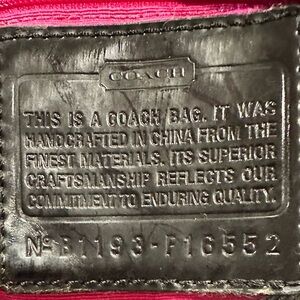 COACH
THIS IS A COACH BAG. IT WAS
HANDCRAFTED IN CHINA FROM THE
FINEST MATERIALS. ITS SUPERIOR
CRAFTSMANSHIP REFLECTS OUR
COMMITMENT TO ENDURING QUALITY.
Nº B1193-F16552